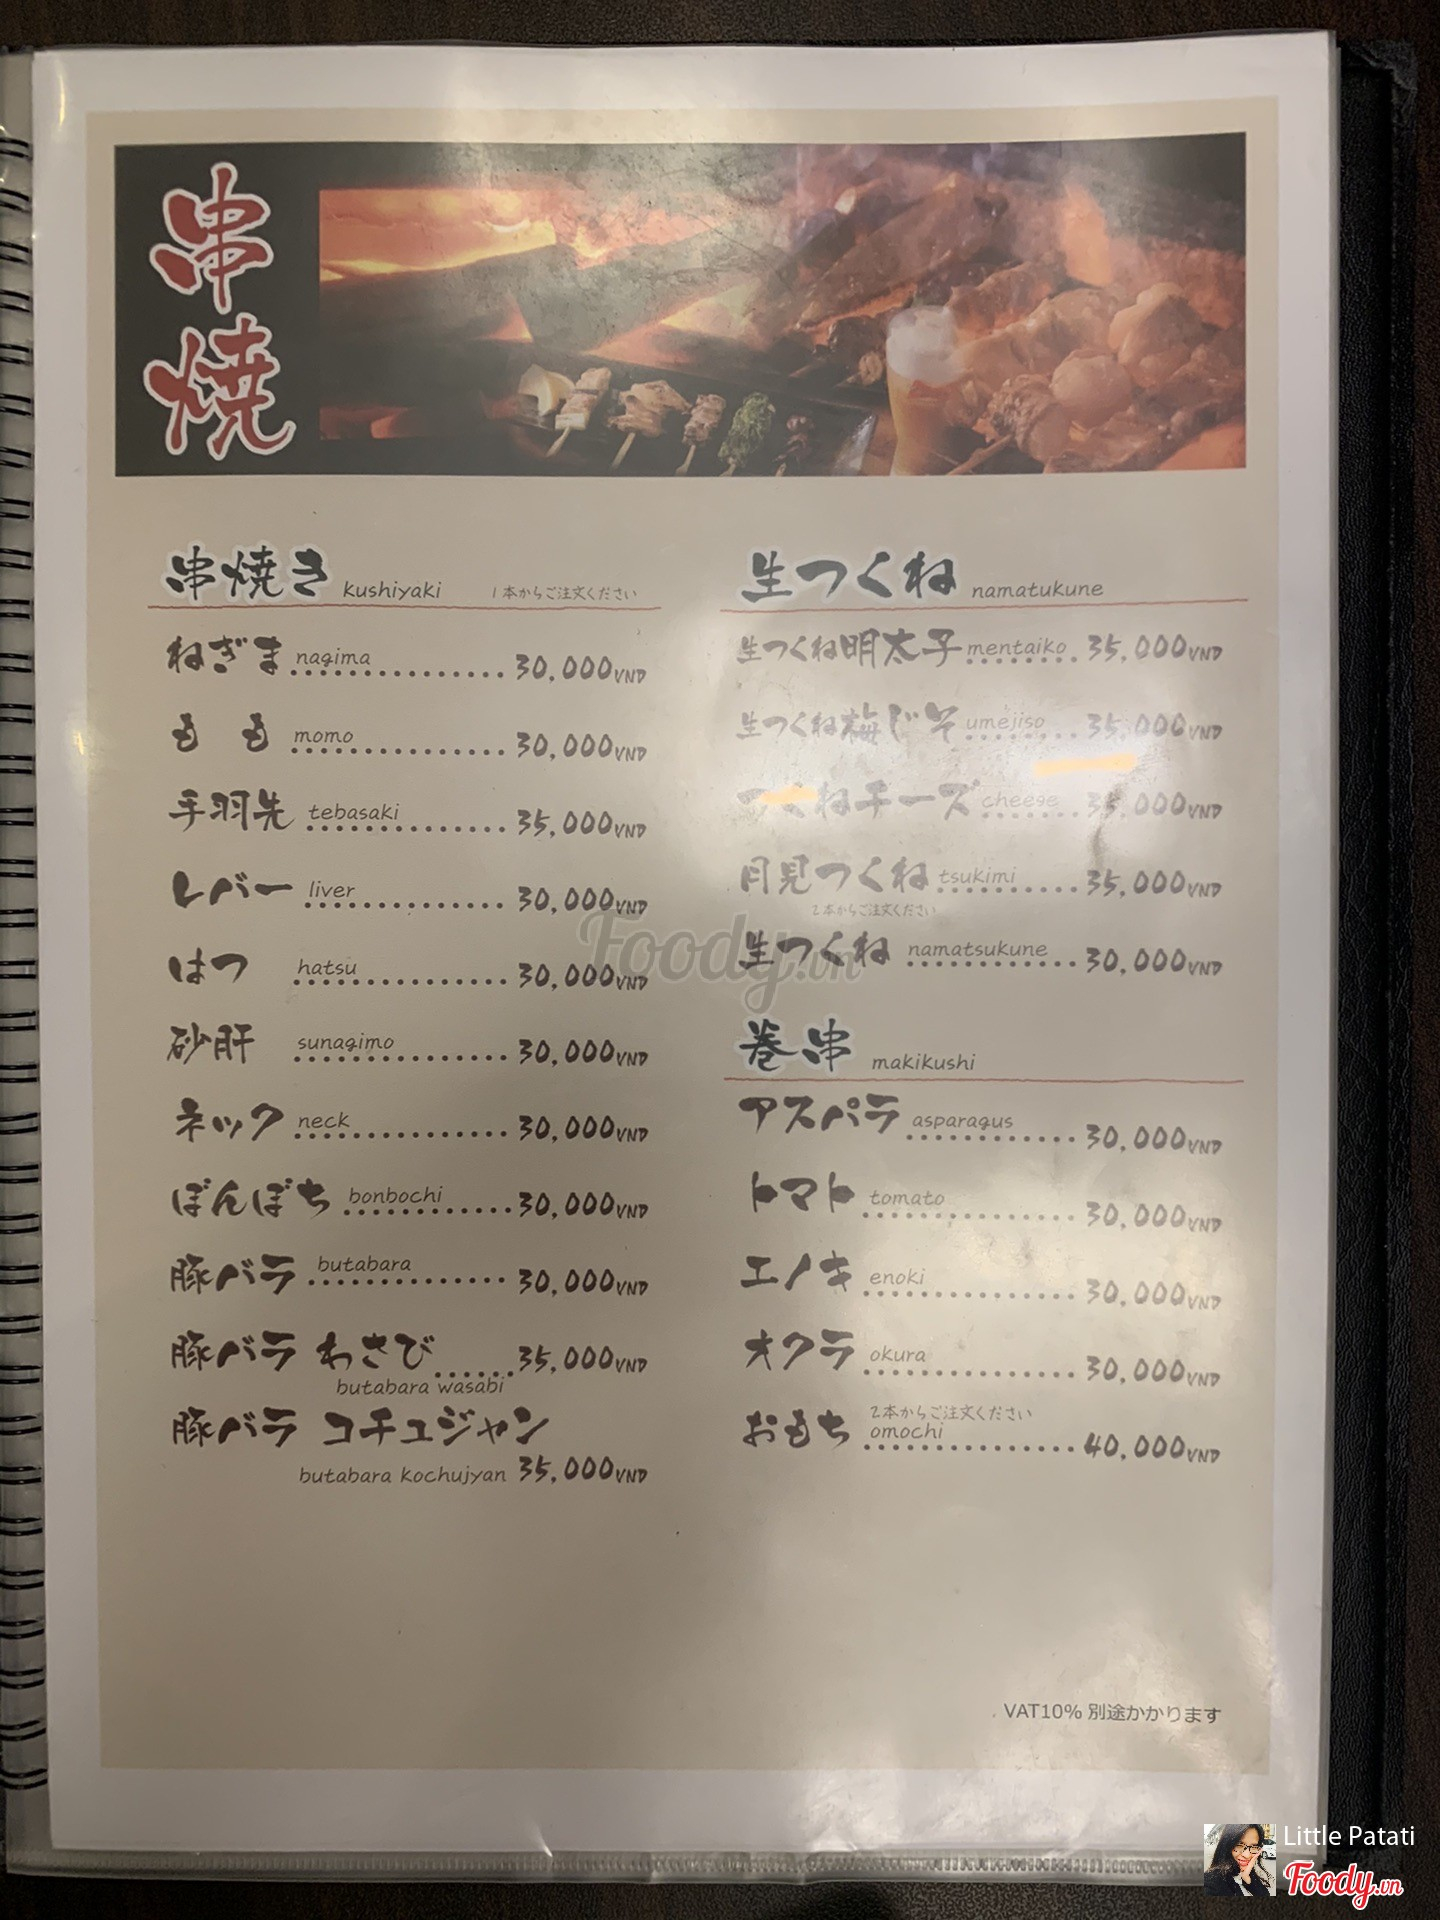 串焼
串焼き kushiyaki 1本からご注文ください
ねぎま nagima 30,000VND
もも momo 30,000VND
手羽先 tebasaki 35,000VND
レバー liver 30,000VND
はつ hatsu 30,000VND
砂肝 sunagimo 30,000VND
ネック neck 30,000VND
ぼんぼち bonbochi 30,000VND
豚バラ butabara 30,000VND
豚バラ わさび 35,000VND
butabara wasabi
豚バラ コチュジャン
butabara kochujyan 35,000VND
生つくね namatukune
生つくね明太子 mentaiko 35,000VND
生つくね梅じそ umejiso 35,000VND
つくねチーズ cheese 35,000VND
月見つくね tsukimi 35,000VND
2本からご注文ください
生つくね namatsukune 30,000VND
巻串 makikushi
アスパラ asparagus 30,000VND
トマト tomato 30,000VND
エノキ enoki 30,000VND
オクラ okura 30,000VND
2本からご注文ください
おもち omochi 40,000VND
VAT10% 別途かかります
Foody.vn
Little Patati
Foody.vn